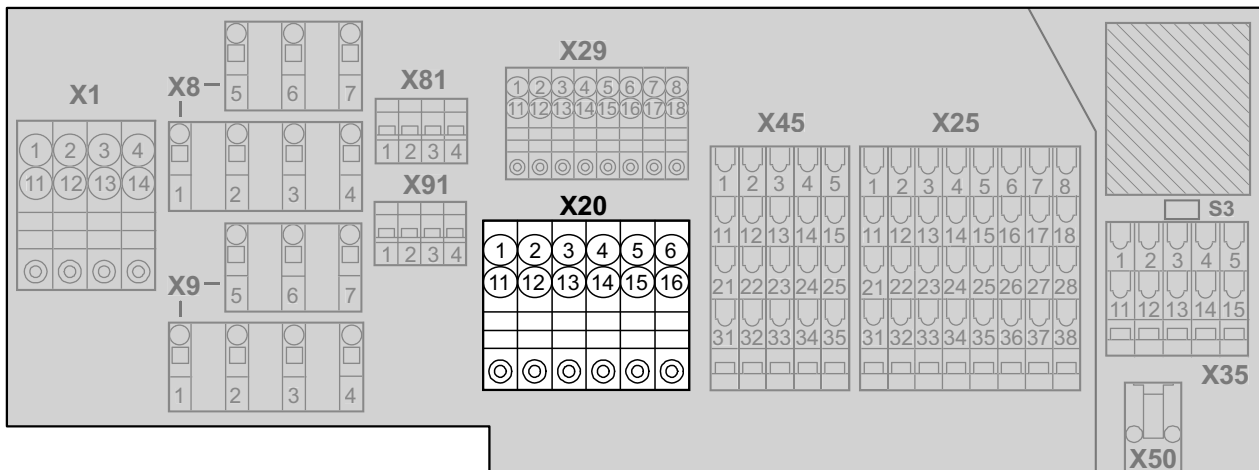 X1
1 2 3 4
11 12 13 14
X8
5 6 7
1 2 3 4
X9
5 6 7
1 2 3 4
X81
1 2 3 4
X91
1 2 3 4
X29
1 2 3 4 5 6 7 8
11 12 13 14 15 16 17 18
X20
1 2 3 4 5 6
11 12 13 14 15 16
X45
1 2 3 4 5
11 12 13 14 15
21 22 23 24 25
31 32 33 34 35
X25
1 2 3 4 5 6 7 8
11 12 13 14 15 16 17 18
21 22 23 24 25 26 27 28
31 32 33 34 35 36 37 38
S3
1 2 3 4 5
11 12 13 14 15
X35
X50